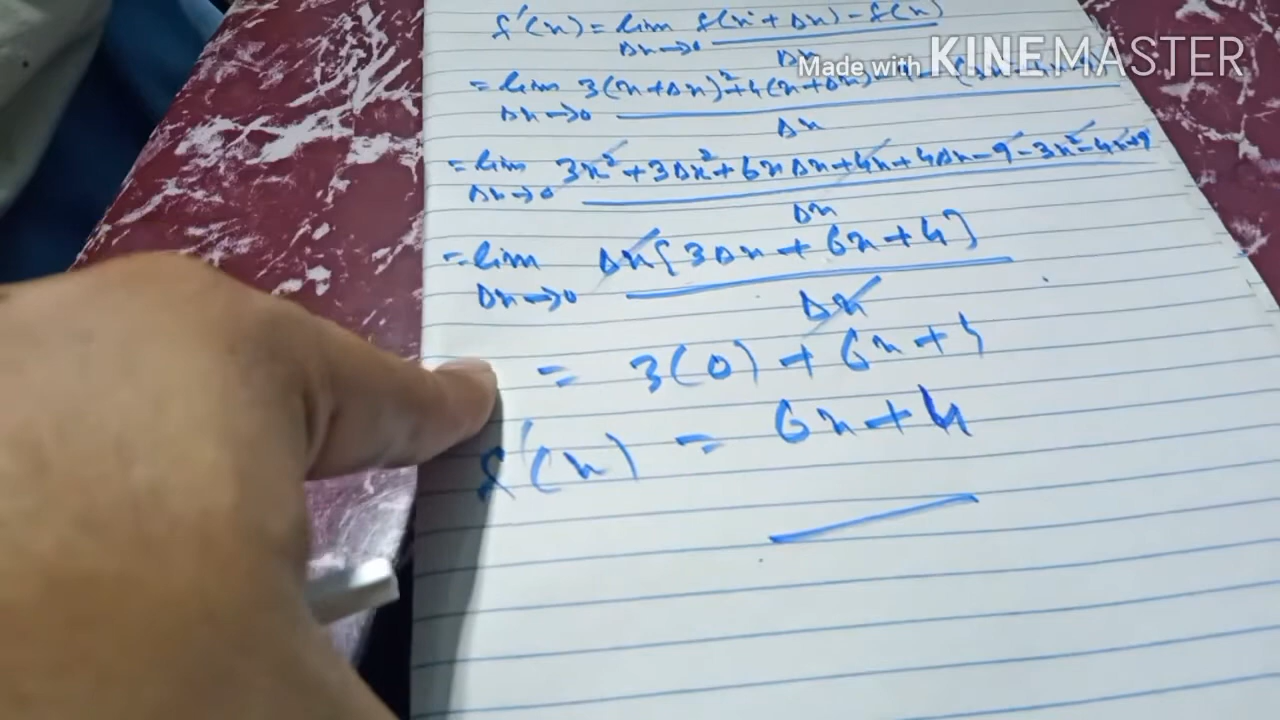 f'(x) = lim f(x + Δx) - f(x)
Δx→0 Δx
Made with KINEMASTER
= lim 3(x+Δx)²+4(x+Δx)
Δx→0 Δx
= lim 3x²+3Δx²+6xΔx+4x+4Δx-9-3x²-4x+9
Δx→0 Δx
= lim Δx{3Δx + 6x + 4}
Δx→0 Δx
= 3(0) + 6x + 4
f'(x) = 6x + 4